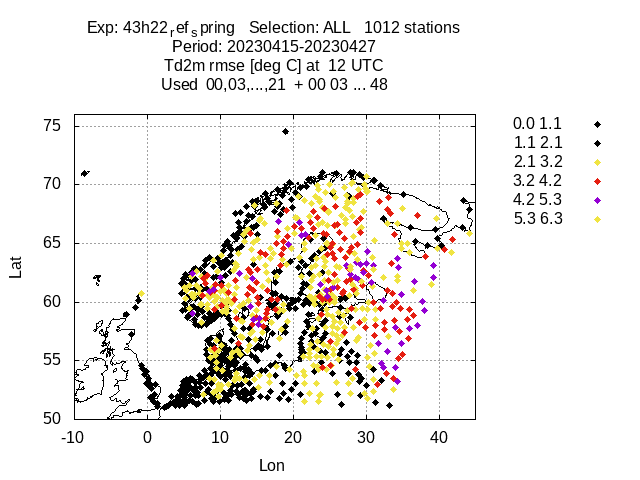 Exp: 43h22refspring   Selection: ALL   1012 stations
Period: 20230415-20230427
Td2m rmse [deg C] at  12 UTC
Used  00,03,...,21  + 00 03 ... 48
0.0 1.1
1.1 2.1
2.1 3.2
3.2 4.2
4.2 5.3
5.3 6.3
75
70
65
60
55
50
Lat
-10 0 10 20 30 40
Lon